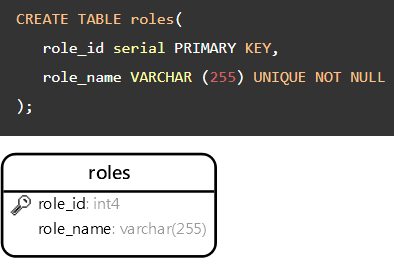 CREATE TABLE roles(
role_id serial PRIMARY KEY,
role_name VARCHAR (255) UNIQUE NOT NULL
);
roles
role_id: int4
role_name: varchar(255)